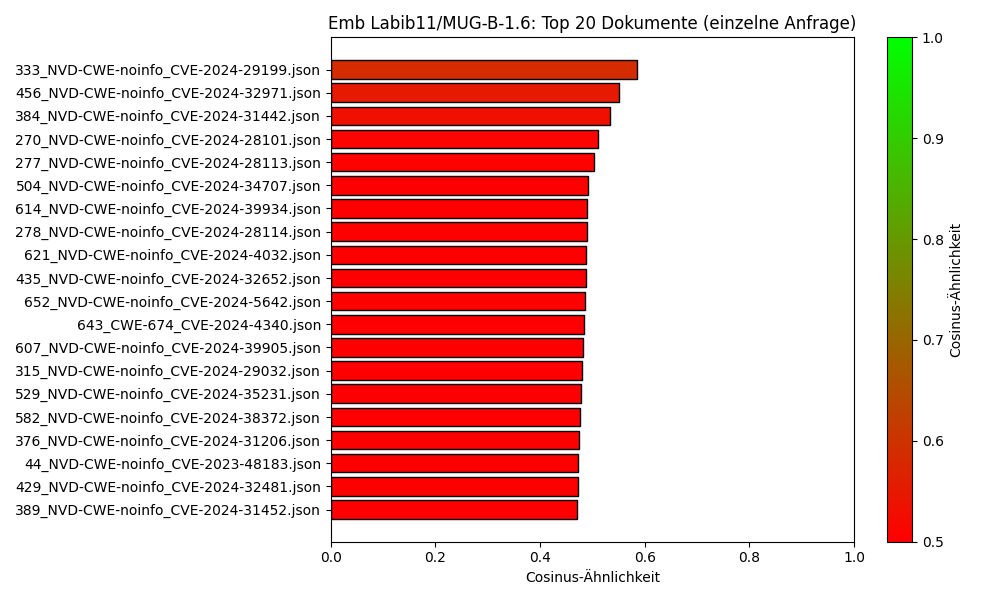 Emb Labib11/MUG-B-1.6: Top 20 Dokumente (einzelne Anfrage)
333_NVD-CWE-noinfo_CVE-2024-29199.json
456_NVD-CWE-noinfo_CVE-2024-32971.json
384_NVD-CWE-noinfo_CVE-2024-31442.json
270_NVD-CWE-noinfo_CVE-2024-28101.json
277_NVD-CWE-noinfo_CVE-2024-28113.json
504_NVD-CWE-noinfo_CVE-2024-34707.json
614_NVD-CWE-noinfo_CVE-2024-39934.json
278_NVD-CWE-noinfo_CVE-2024-28114.json
621_NVD-CWE-noinfo_CVE-2024-4032.json
435_NVD-CWE-noinfo_CVE-2024-32652.json
652_NVD-CWE-noinfo_CVE-2024-5642.json
643_CWE-674_CVE-2024-4340.json
607_NVD-CWE-noinfo_CVE-2024-39905.json
315_NVD-CWE-noinfo_CVE-2024-29032.json
529_NVD-CWE-noinfo_CVE-2024-35231.json
582_NVD-CWE-noinfo_CVE-2024-38372.json
376_NVD-CWE-noinfo_CVE-2024-31206.json
44_NVD-CWE-noinfo_CVE-2023-48183.json
429_NVD-CWE-noinfo_CVE-2024-32481.json
389_NVD-CWE-noinfo_CVE-2024-31452.json
0.0 0.2 0.4 0.6 0.8 1.0
Cosinus-Ähnlichkeit
1.0
0.9
0.8
0.7
0.6
0.5
Cosinus-Ähnlichkeit